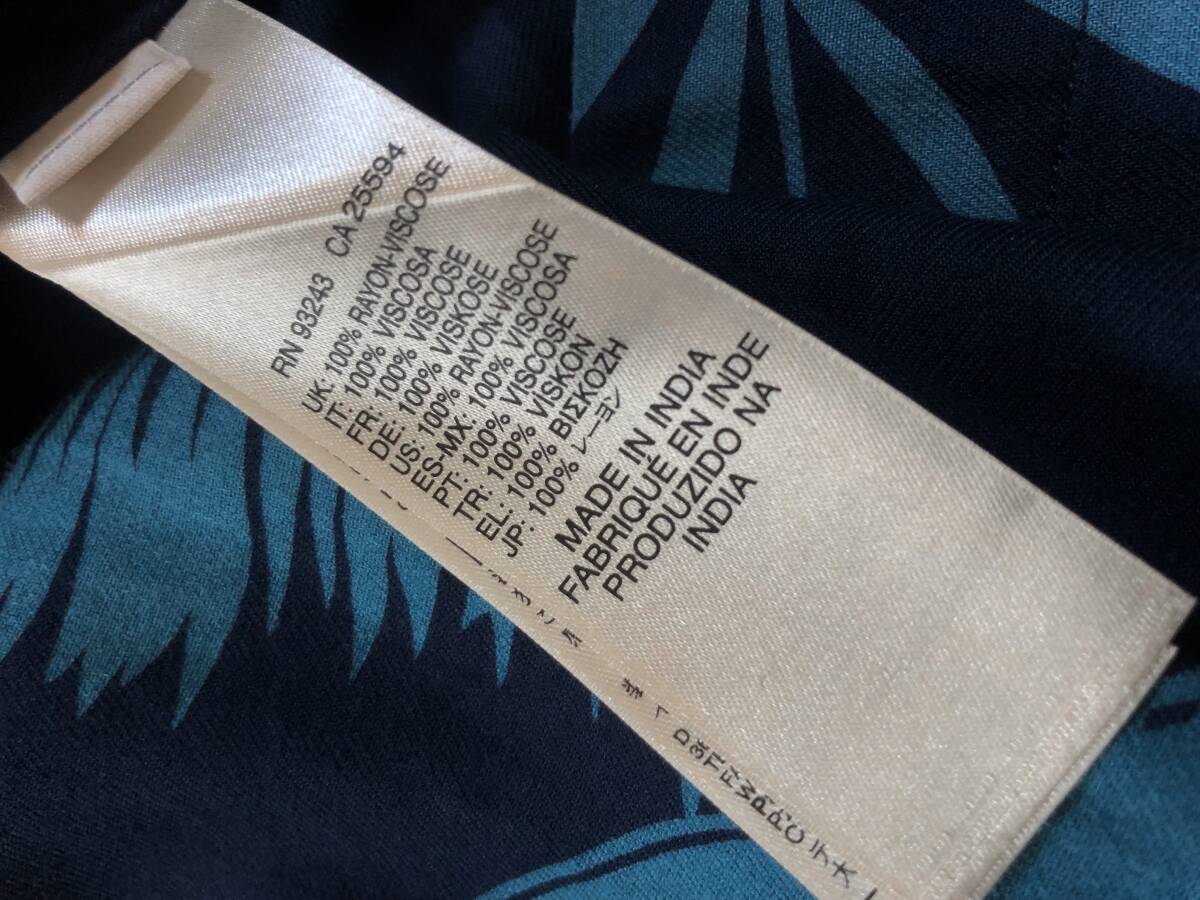 RN 93243 CA 25594
UK: 100% RAYON-VISCOSE
IT: 100% VISCOSA
FR: 100% VISCOSE
DE: 100% VISKOSE
US: 100% RAYON-VISCOSE
ES-MX: 100% VISCOSA
PT: 100% VISCOSE
TR: 100% VISKON
EL: 100% ΒΙΣΚΟΖΗ
JP: 100% レーヨン
MADE IN INDIA
FABRIQUÉ EN INDE
PRODUZIDO NA
INDIA